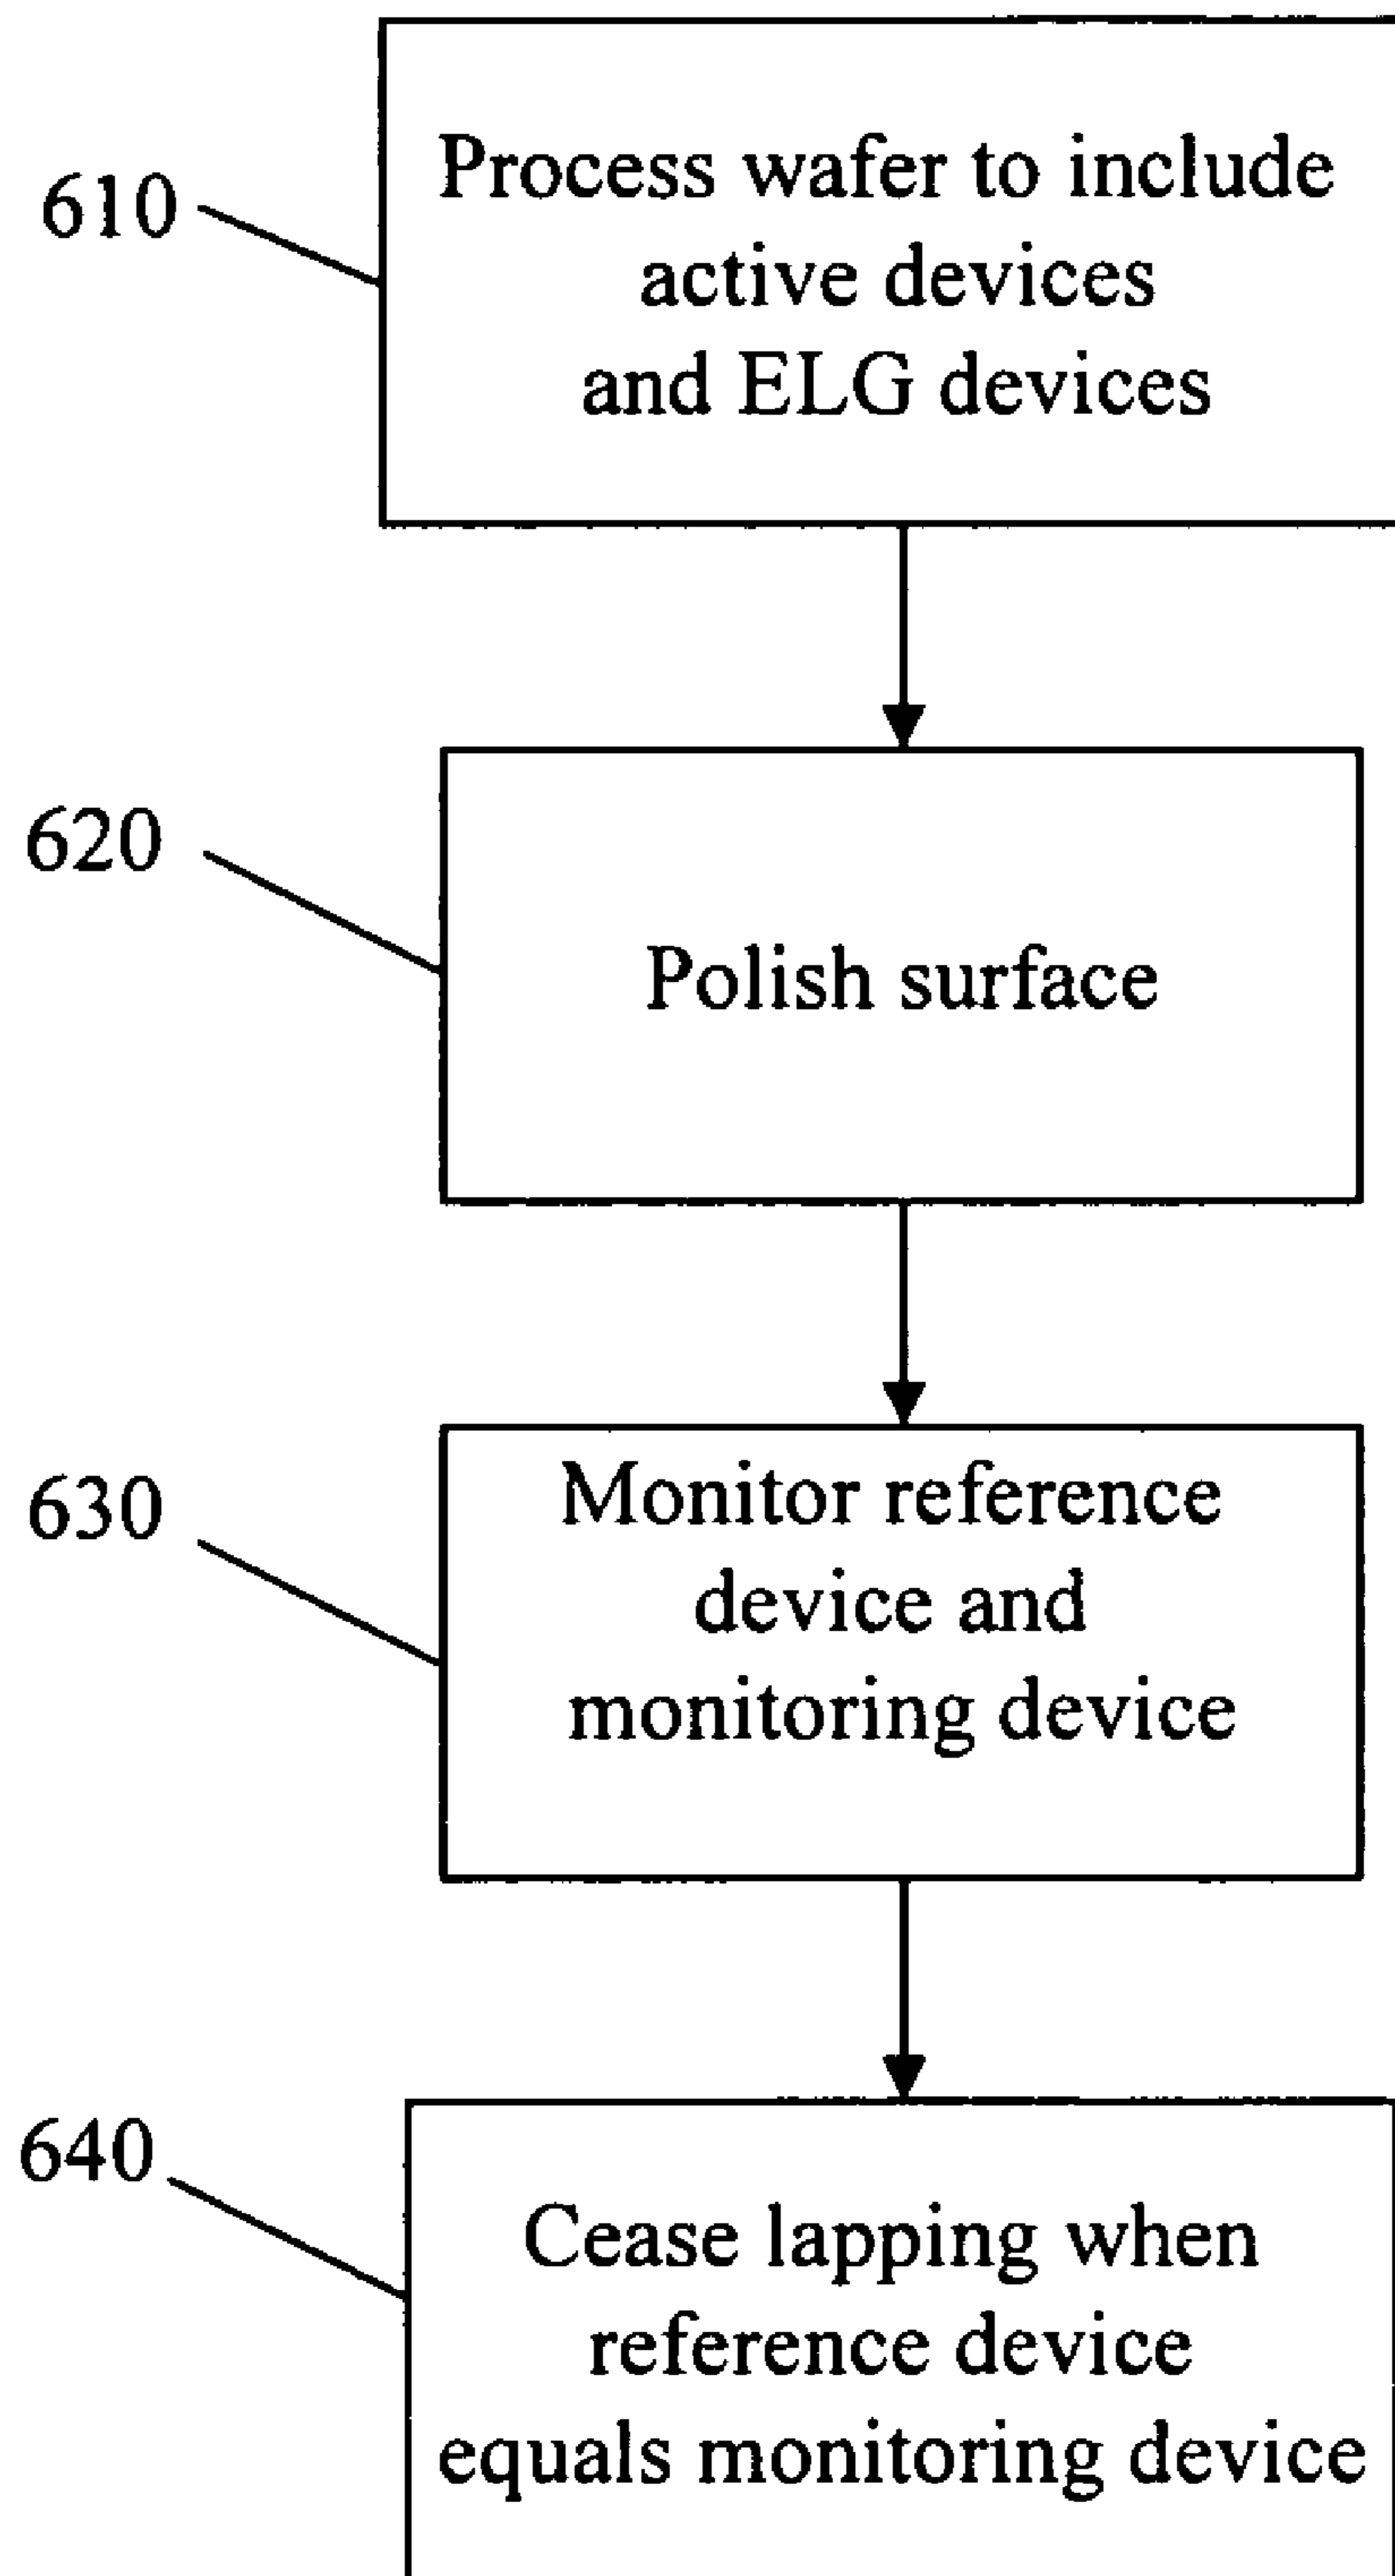 610
Process wafer to include
active devices
and ELG devices
620
Polish surface
630
Monitor reference
device and
monitoring device
640
Cease lapping when
reference device
equals monitoring device